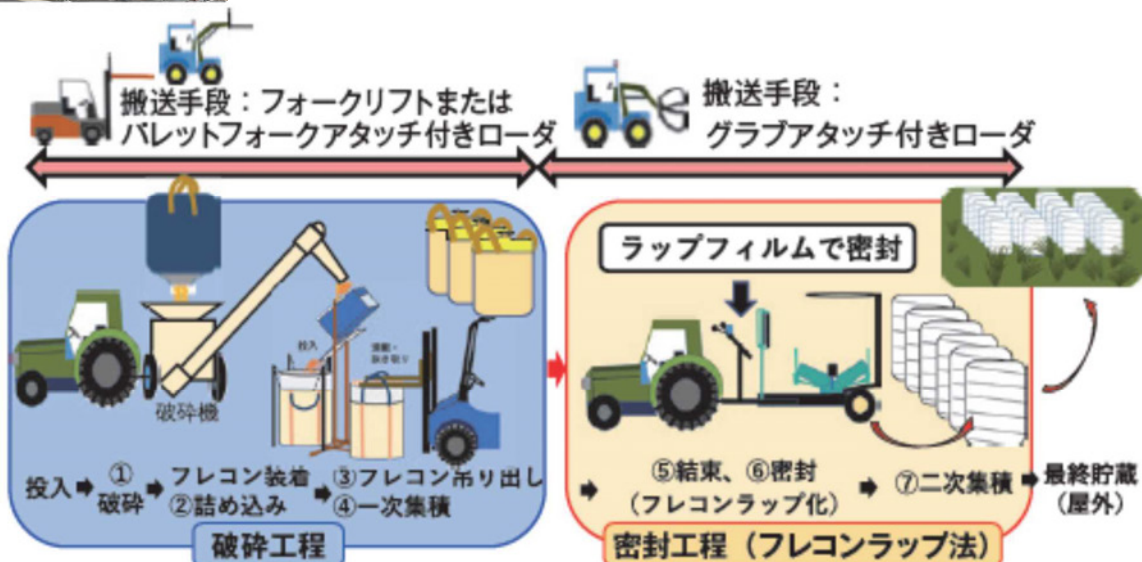 搬送手段：フォークリフトまたは
パレットフォークアタッチ付きローダ
搬送手段：
グラブアタッチ付きローダ
ラップフィルムで密封
投入
破砕機
投入➡
①
破砕
➡
フレコン装着
②詰め込み
➡
③フレコン吊り出し
④一次集積
➡
⑤結束、⑥密封
(フレコンラップ化)
➡
⑦二次集積
➡
最終貯蔵
(屋外)
破砕工程
密封工程（フレコンラップ法）